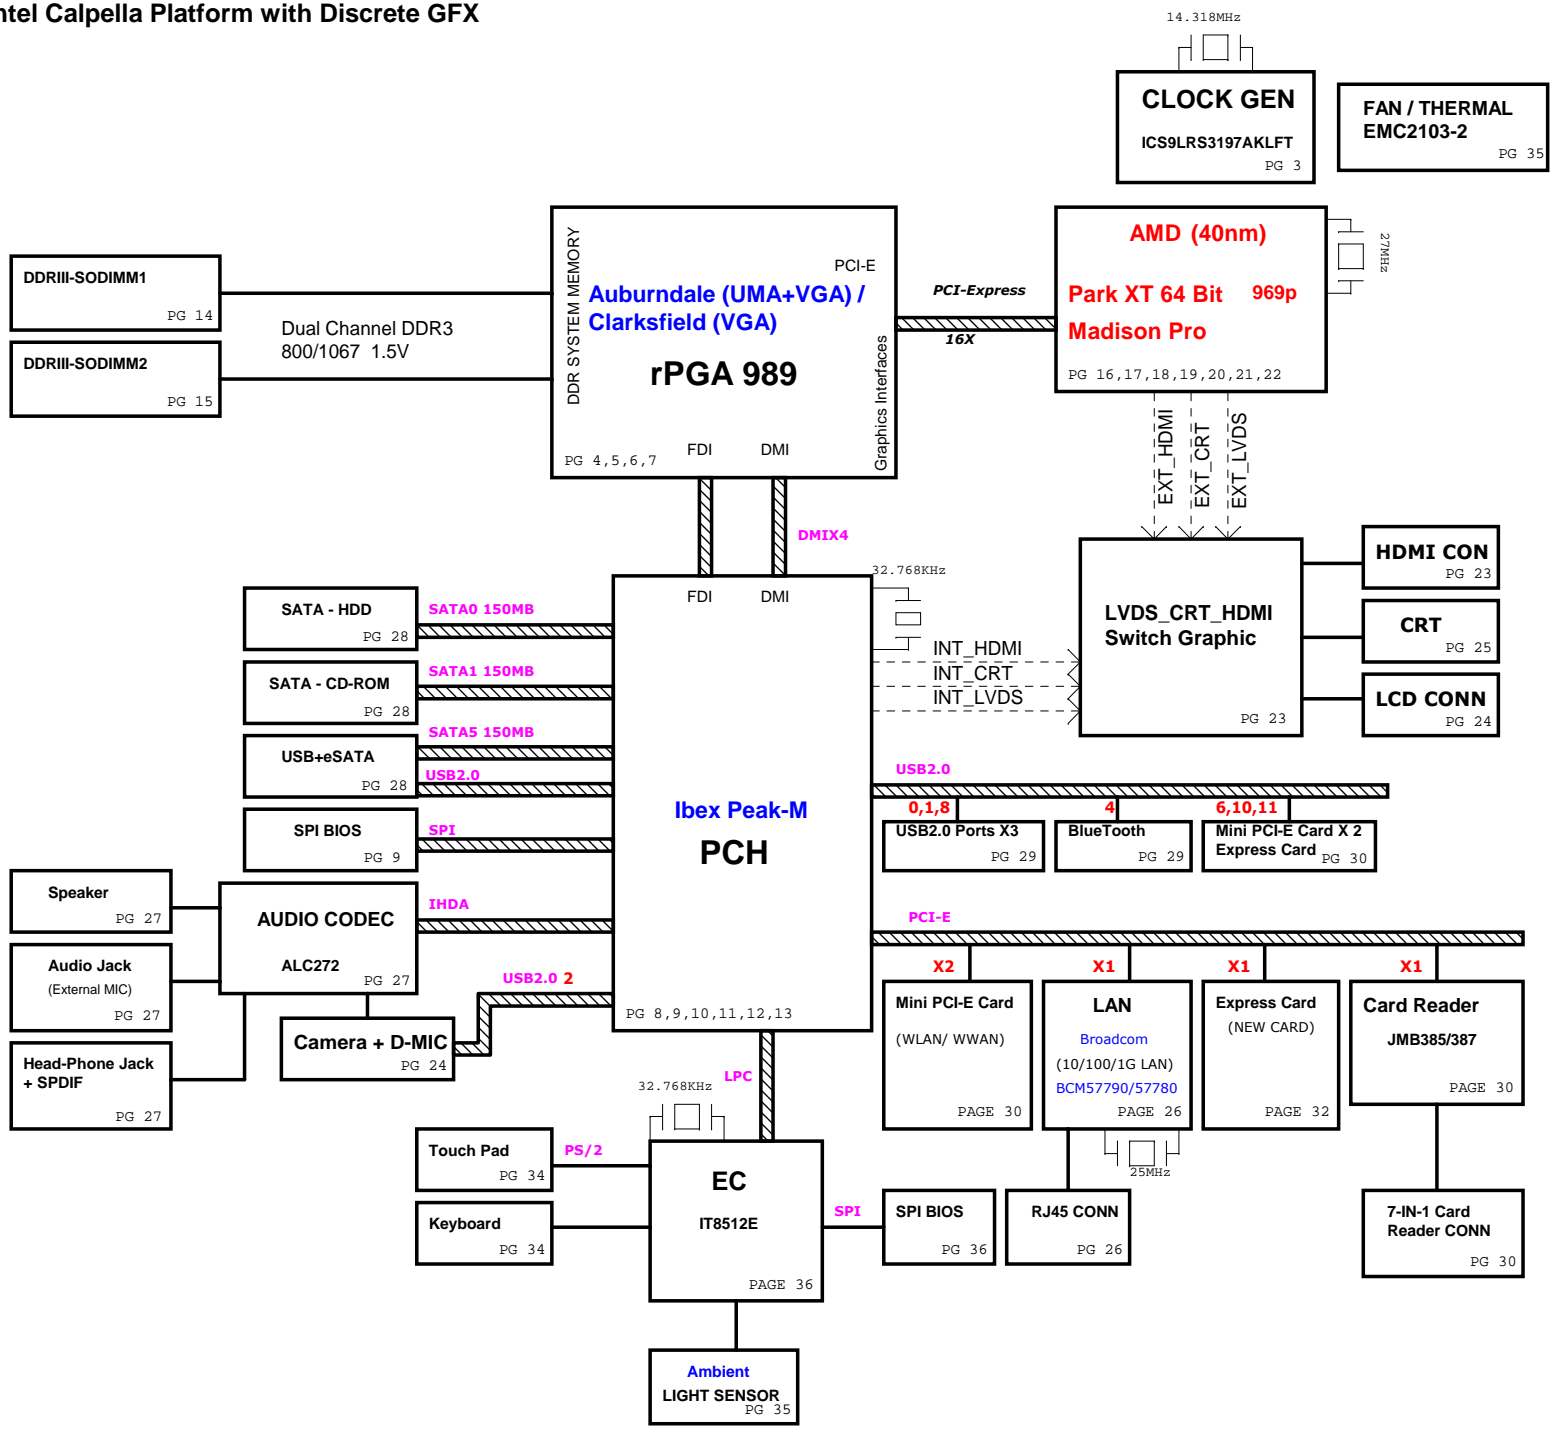 ntel Calpella Platform with Discrete GFX
14.318MHz
CLOCK GEN
ICS9LRS3197AKLFT
PG 3
FAN / THERMAL
EMC2103-2
PG 35
DDRIII-SODIMM1
PG 14
DDRIII-SODIMM2
PG 15
Dual Channel DDR3
800/1067 1.5V
DDR SYSTEM MEMORY
PCI-E
Auburndale (UMA+VGA) /
Clarksfield (VGA)
rPGA 989
Graphics Interfaces
PG 4,5,6,7
FDI
DMI
PCI-Express
16X
AMD (40nm)
Park XT 64 Bit 969p
Madison Pro
PG 16,17,18,19,20,21,22
27MHz
EXT_HDMI
EXT_CRT
EXT_LVDS
DMIX4
32.768KHz
FDI
DMI
Ibex Peak-M
PCH
PG 8,9,10,11,12,13
INT_HDMI
INT_CRT
INT_LVDS
LVDS_CRT_HDMI
Switch Graphic
PG 23
HDMI CON
PG 23
CRT
PG 25
LCD CONN
PG 24
SATA - HDD
PG 28
SATA0 150MB
SATA - CD-ROM
PG 28
SATA1 150MB
USB+eSATA
PG 28
SATA5 150MB
USB2.0
SPI BIOS
PG 9
SPI
USB2.0
0,1,8
4
6,10,11
USB2.0 Ports X3
PG 29
BlueTooth
PG 29
Mini PCI-E Card X 2
Express Card
PG 30
Speaker
PG 27
Audio Jack
(External MIC)
PG 27
Head-Phone Jack
+ SPDIF
PG 27
AUDIO CODEC
ALC272
PG 27
IHDA
USB2.0 2
Camera + D-MIC
PG 24
PCI-E
X2
X1
X1
X1
Mini PCI-E Card
(WLAN/ WWAN)
PAGE 30
LAN
Broadcom
(10/100/1G LAN)
BCM57790/57780
PAGE 26
Express Card
(NEW CARD)
PAGE 32
Card Reader
JMB385/387
PAGE 30
25MHz
LPC
32.768KHz
Touch Pad
PG 34
PS/2
Keyboard
PG 34
EC
IT8512E
PAGE 36
SPI
SPI BIOS
PG 36
RJ45 CONN
PG 26
7-IN-1 Card
Reader CONN
PG 30
Ambient
LIGHT SENSOR
PG 35